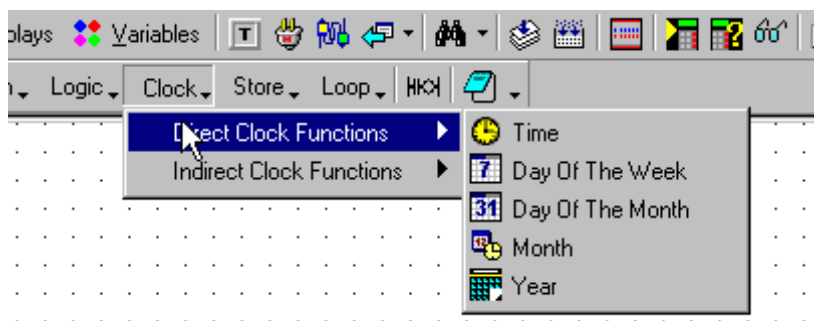 Variables
Logic Clock Store Loop
Direct Clock Functions
Indirect Clock Functions
Time
Day Of The Week
Day Of The Month
Month
Year